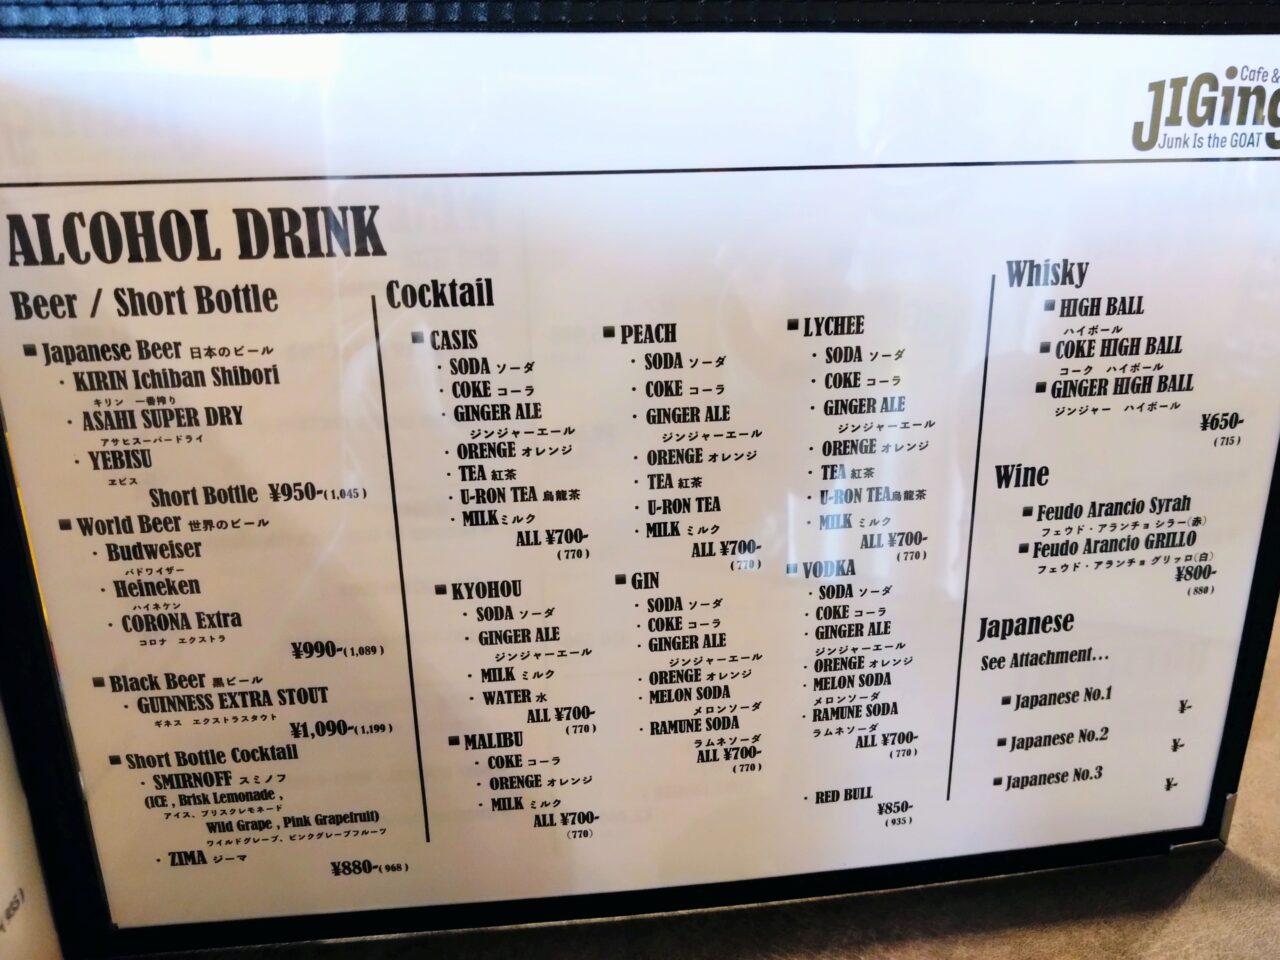 Cafe &
JIGing
Junk Is the GOAT
ALCOHOL DRINK
Beer / Short Bottle
Japanese Beer 日本のビール
・KIRIN Ichiban Shibori
キリン 一番搾り
・ASAHI SUPER DRY
アサヒスーパードライ
・YEBISU
ヱビス
Short Bottle ¥950-(1,045)
World Beer 世界のビール
・Budweiser
バドワイザー
・Heineken
ハイネケン
・CORONA Extra
コロナ エクストラ
¥990-(1,089)
Black Beer 黒ビール
・GUINNESS EXTRA STOUT
ギネス エクストラスタウト
¥1,090-(1,199)
Short Bottle Cocktail
・SMIRNOFF スミノフ
(ICE , Brisk Lemonade ,
アイス、ブリスクレモネード
Wild Grape , Pink Grapefruit)
ワイルドグレープ、ピンクグレープフルーツ
・ZIMA ジーマ
¥880-(968)
Cocktail
CASIS
・SODA ソーダ
・COKE コーラ
・GINGER ALE
ジンジャーエール
・ORENGE オレンジ
・TEA 紅茶
・U-RON TEA 烏龍茶
・MILK ミルク
ALL ¥700-
(770)
KYOHOU
・SODA ソーダ
・GINGER ALE
ジンジャーエール
・MILK ミルク
・WATER 水
ALL ¥700-
(770)
MALIBU
・COKE コーラ
・ORENGE オレンジ
・MILK ミルク
ALL ¥700-
(770)
PEACH
・SODA ソーダ
・COKE コーラ
・GINGER ALE
ジンジャーエール
・ORENGE オレンジ
・TEA 紅茶
・U-RON TEA
・MILK ミルク
ALL ¥700-
(770)
GIN
・SODA ソーダ
・COKE コーラ
・GINGER ALE
ジンジャーエール
・ORENGE オレンジ
・MELON SODA
メロンソーダ
・RAMUNE SODA
ラムネソーダ
ALL ¥700-
(770)
LYCHEE
・SODA ソーダ
・COKE コーラ
・GINGER ALE
ジンジャーエール
・ORENGE オレンジ
・TEA 紅茶
・U-RON TEA烏龍茶
・MILK ミルク
ALL ¥700-
(770)
VODKA
・SODA ソーダ
・COKE コーラ
・GINGER ALE
ジンジャーエール
・ORENGE オレンジ
・MELON SODA
メロンソーダ
・RAMUNE SODA
ラムネソーダ
ALL ¥700-
(770)
・RED BULL
¥850-
(935)
Whisky
HIGH BALL
ハイボール
COKE HIGH BALL
コーク ハイボール
GINGER HIGH BALL
ジンジャー ハイボール
¥650-
(715)
Wine
Feudo Arancio Syrah
フェウド・アランチョ シラー(赤)
Feudo Arancio GRILLO
フェウド・アランチョ グリッロ(白)
¥800-
(880)
Japanese
See Attachment…
Japanese No.1
¥-
Japanese No.2
¥-
Japanese No.3
¥-